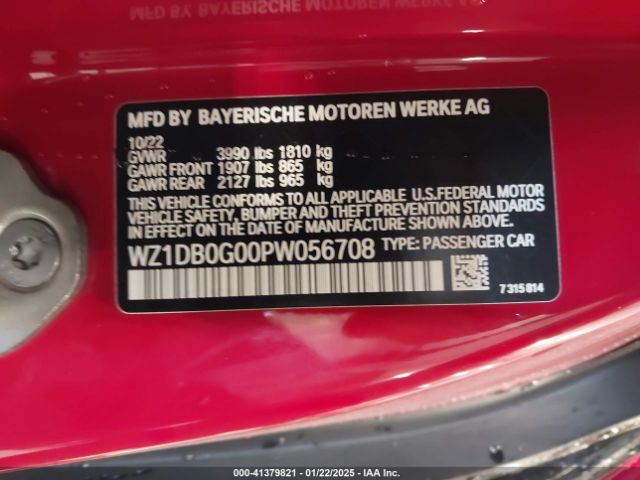 MFD BY BAYERISCHE MOTOREN WERKE AG
10/22
GVWR 3990 lbs 1810 kg
GAWR FRONT 1907 lbs 865 kg
GAWR REAR 2127 lbs 965 kg
THIS VEHICLE CONFORMS TO ALL APPLICABLE U.S.FEDERAL MOTOR
VEHICLE SAFETY, BUMPER AND THEFT PREVENTION
STANDARDS IN EFFECT ON THE DATE OF MANUFACTURE SHOWN ABOVE.
WZ1DB0G00PW056708 TYPE: PASSENGER CAR
7315814
000-41379821 - 01/22/2025 - IAA Inc.